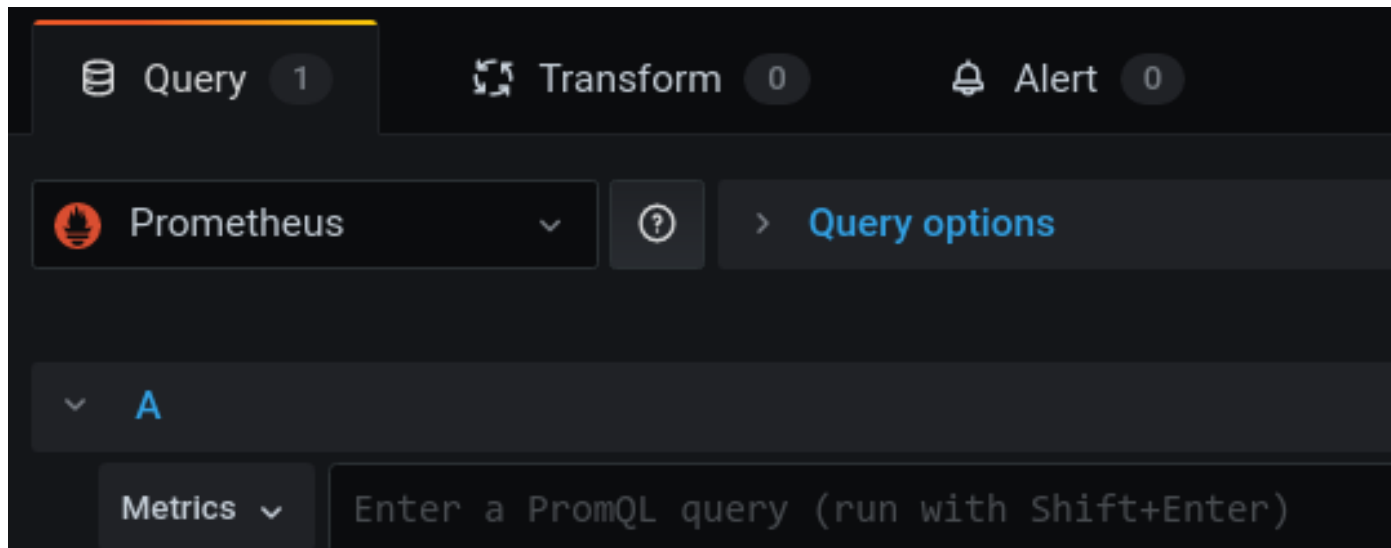 Query 1 Transform 0 Alert 0
Prometheus ? Query options
A
Metrics Enter a PromQL query (run with Shift+Enter)